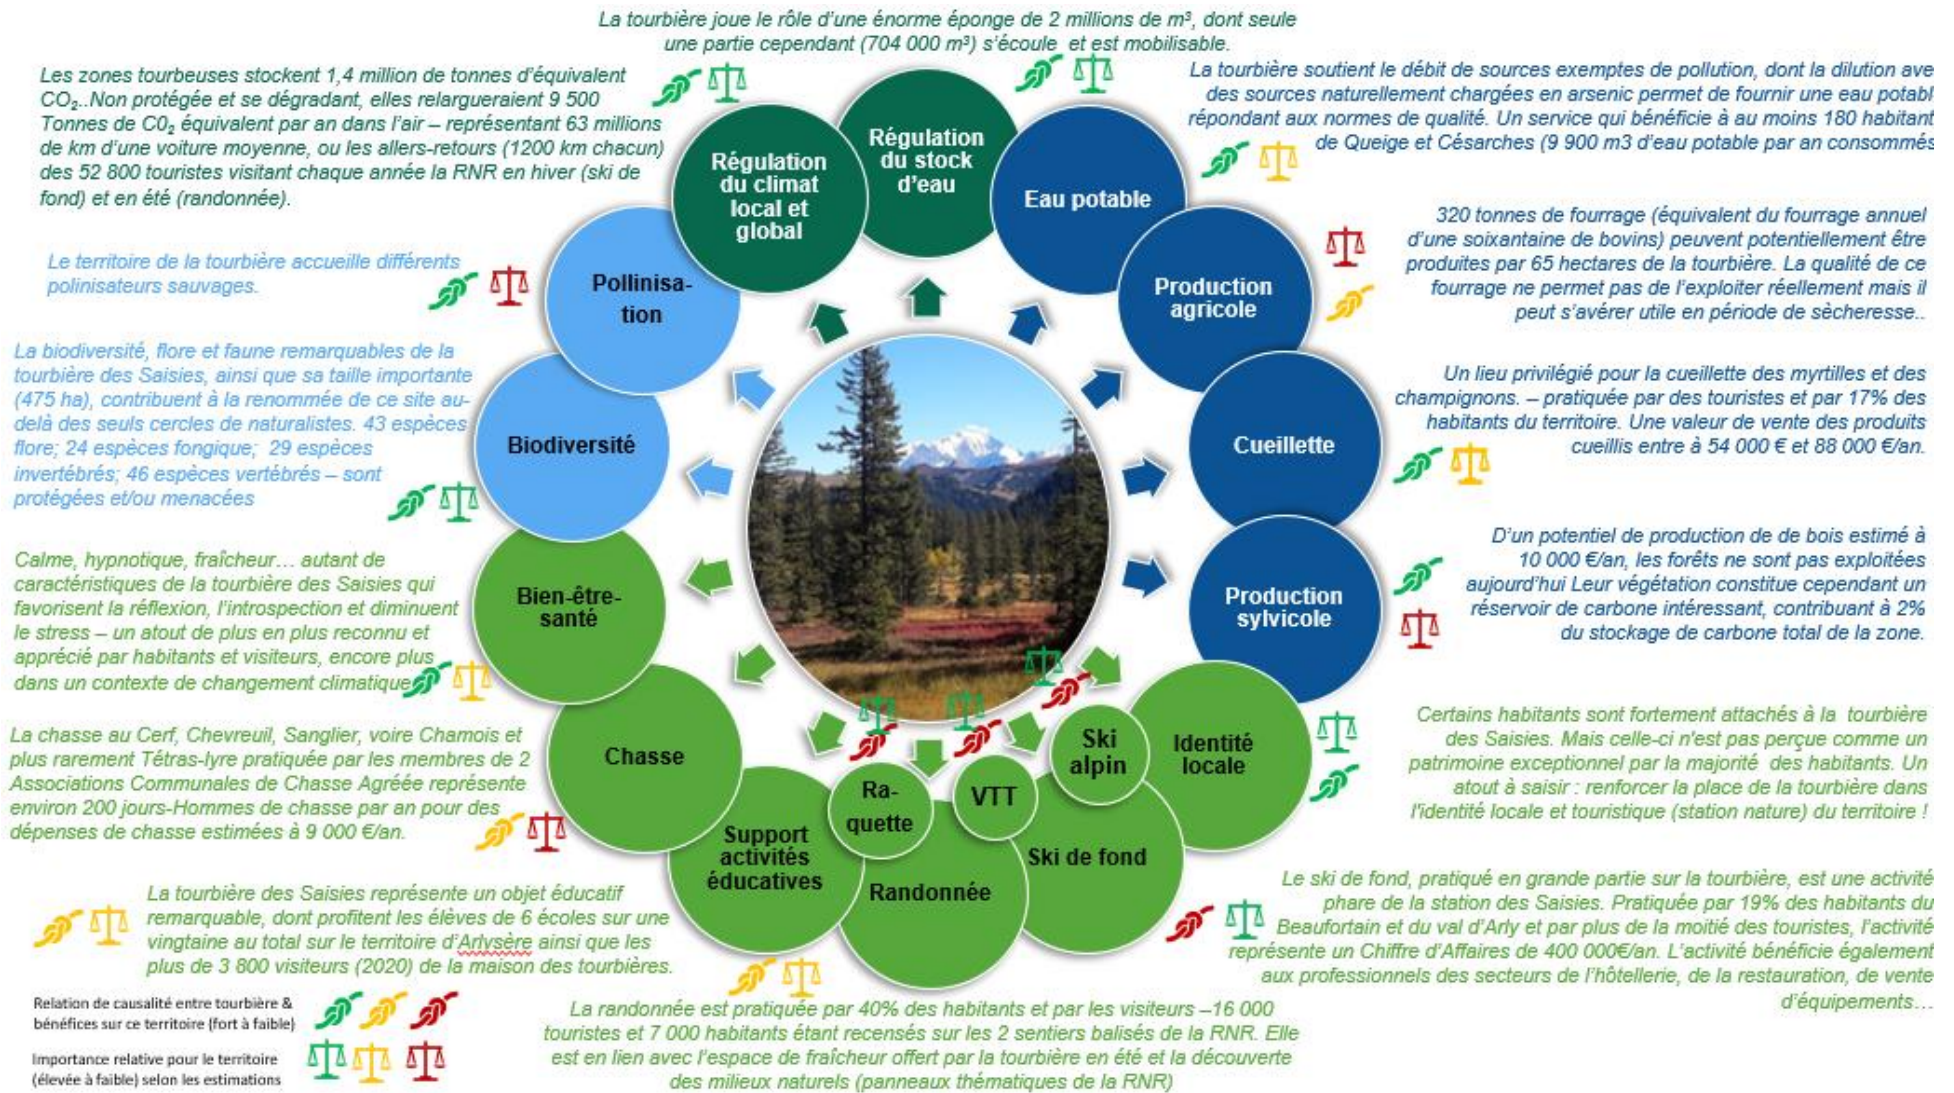 La tourbière joue le rôle d'une énorme éponge de 2 millions de m³, dont seule
une partie cependant (704 000 m³) s'écoule et est mobilisable.
Les zones tourbeuses stockent 1,4 million de tonnes d'équivalent
CO₂..Non protégée et se dégradant, elles relargueraient 9 500
Tonnes de C0₂ équivalent par an dans l'air – représentant 63 millions
de km d'une voiture moyenne, ou les allers-retours (1200 km chacun)
des 52 800 touristes visitant chaque année la RNR en hiver (ski de
fond) et en été (randonnée).
La tourbière soutient le débit de sources exemptes de pollution, dont la dilution ave
des sources naturellement chargées en arsenic permet de fournir une eau potabl
répondant aux normes de qualité. Un service qui bénéficie à au moins 180 habitant
de Queige et Césarches (9 900 m3 d'eau potable par an consommés
Régulation
du climat
local et
global
Régulation
du stock
d'eau
Eau potable
Production
agricole
320 tonnes de fourrage (équivalent du fourrage annuel
d'une soixantaine de bovins) peuvent potentiellement être
produites par 65 hectares de la tourbière. La qualité de ce
fourrage ne permet pas de l'exploiter réellement mais il
peut s'avérer utile en période de sècheresse..
Le territoire de la tourbière accueille différents
polinisateurs sauvages.
Pollinisa-
tion
La biodiversité, flore et faune remarquables de la
tourbière des Saisies, ainsi que sa taille importante
(475 ha), contribuent à la renommée de ce site au-
delà des seuls cercles de naturalistes. 43 espèces
flore; 24 espèces fongique; 29 espèces
invertébrés; 46 espèces vertébrés – sont
protégées et/ou menacées
Biodiversité
Cueillette
Un lieu privilégié pour la cueillette des myrtilles et des
champignons. – pratiquée par des touristes et par 17% des
habitants du territoire. Une valeur de vente des produits
cueillis entre à 54 000 € et 88 000 €/an.
Calme, hypnotique, fraîcheur… autant de
caractéristiques de la tourbière des Saisies qui
favorisent la réflexion, l'introspection et diminuent
le stress – un atout de plus en plus reconnu et
apprécié par habitants et visiteurs, encore plus
dans un contexte de changement climatique
Bien-être-
santé
Production
sylvicole
D'un potentiel de production de de bois estimé à
10 000 €/an, les forêts ne sont pas exploitées
aujourd'hui Leur végétation constitue cependant un
réservoir de carbone intéressant, contribuant à 2%
du stockage de carbone total de la zone.
La chasse au Cerf, Chevreuil, Sanglier, voire Chamois et
plus rarement Tétras-lyre pratiquée par les membres de 2
Associations Communales de Chasse Agréée représente
environ 200 jours-Hommes de chasse par an pour des
dépenses de chasse estimées à 9 000 €/an.
Chasse
Ski
alpin
Identité
locale
Certains habitants sont fortement attachés à la tourbière
des Saisies. Mais celle-ci n'est pas perçue comme un
patrimoine exceptionnel par la majorité des habitants. Un
atout à saisir : renforcer la place de la tourbière dans
l'identité locale et touristique (station nature) du territoire !
Ra-
quette
VTT
Support
activités
éducatives
Randonnée
Ski de fond
La tourbière des Saisies représente un objet éducatif
remarquable, dont profitent les élèves de 6 écoles sur une
vingtaine au total sur le territoire d'Arlysère ainsi que les
plus de 3 800 visiteurs (2020) de la maison des tourbières.
Le ski de fond, pratiqué en grande partie sur la tourbière, est une activité
phare de la station des Saisies. Pratiquée par 19% des habitants du
Beaufortain et du val d'Arly et par plus de la moitié des touristes, l'activité
représente un Chiffre d'Affaires de 400 000€/an. L'activité bénéficie également
aux professionnels des secteurs de l'hôtellerie, de la restauration, de vente
d'équipements…
La randonnée est pratiquée par 40% des habitants et par les visiteurs –16 000
touristes et 7 000 habitants étant recensés sur les 2 sentiers balisés de la RNR. Elle
est en lien avec l'espace de fraîcheur offert par la tourbière en été et la découverte
des milieux naturels (panneaux thématiques de la RNR)
Relation de causalité entre tourbière &
bénéfices sur ce territoire (fort à faible)
Importance relative pour le territoire
(élevée à faible) selon les estimations